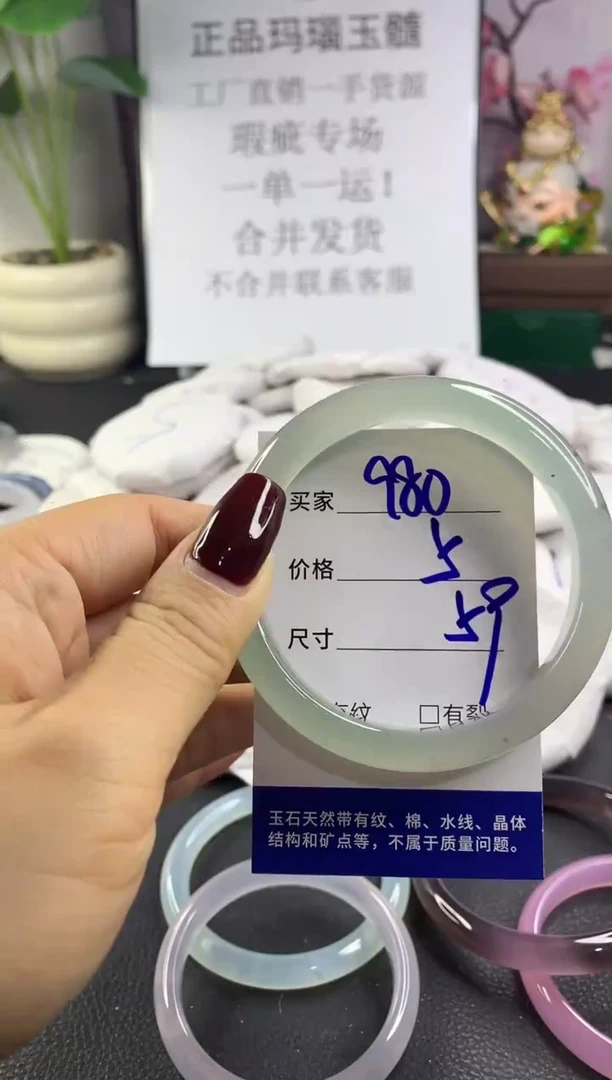 正品玛瑙玉髓
工厂直销一手货源
瑕疵专场
一单一运！
合并发货
不合并联系客服
买家 980
价格 5
尺寸 59
有纹 □有裂
玉石天然带有纹、棉、水线、晶体
结构和矿点等，不属于质量问题。